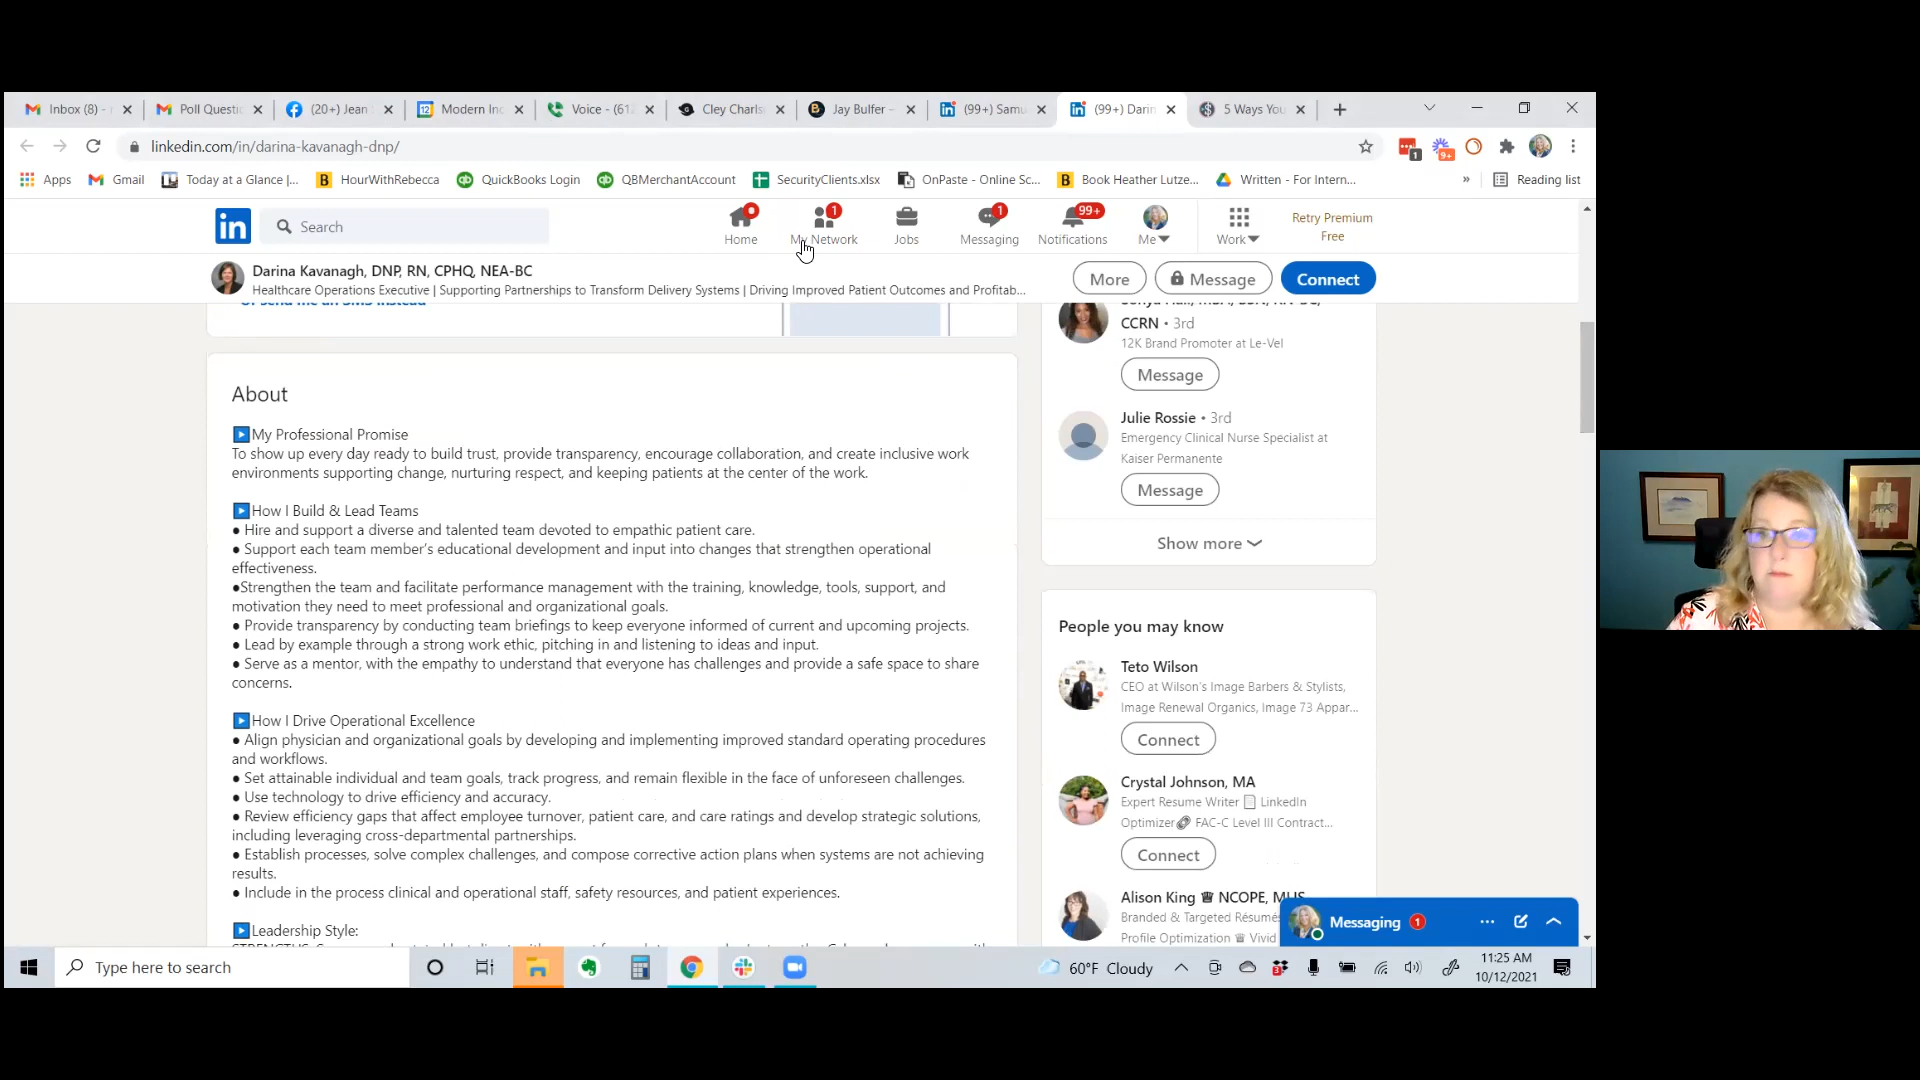 Inbox (8) -
Poll Questi
(20+) Jean
Modern Inc
Voice - (612
Cley Charls
Jay Bulfer -
(99+) Samu
(99+) Darin
5 Ways You
linkedin.com/in/darina-kavanagh-dnp/
1
9+
Apps
Gmail
Today at a Glance |...
HourWithRebecca
QuickBooks Login
QBMerchantAccount
SecurityClients.xlsx
OnPaste - Online Sc...
Book Heather Lutze...
Written - For Intern...
»
Reading list
in
Search
Home
1
My Network
Jobs
1
Messaging
99+
Notifications
Me
Work
Retry Premium
Free
Darina Kavanagh, DNP, RN, CPHQ, NEA-BC
Healthcare Operations Executive | Supporting Partnerships to Transform Delivery Systems | Driving Improved Patient Outcomes and Profitab...
More
Message
Connect
Or send me an SMS instead
About
My Professional Promise
To show up every day ready to build trust, provide transparency, encourage collaboration, and create inclusive work
environments supporting change, nurturing respect, and keeping patients at the center of the work.
How I Build & Lead Teams
● Hire and support a diverse and talented team devoted to empathic patient care.
● Support each team member's educational development and input into changes that strengthen operational
effectiveness.
●Strengthen the team and facilitate performance management with the training, knowledge, tools, support, and
motivation they need to meet professional and organizational goals.
● Provide transparency by conducting team briefings to keep everyone informed of current and upcoming projects.
● Lead by example through a strong work ethic, pitching in and listening to ideas and input.
● Serve as a mentor, with the empathy to understand that everyone has challenges and provide a safe space to share
concerns.
How I Drive Operational Excellence
● Align physician and organizational goals by developing and implementing improved standard operating procedures
and workflows.
● Set attainable individual and team goals, track progress, and remain flexible in the face of unforeseen challenges.
● Use technology to drive efficiency and accuracy.
● Review efficiency gaps that affect employee turnover, patient care, and care ratings and develop strategic solutions,
including leveraging cross-departmental partnerships.
● Establish processes, solve complex challenges, and compose corrective action plans when systems are not achieving
results.
● Include in the process clinical and operational staff, safety resources, and patient experiences.
Leadership Style:
CCRN • 3rd
12K Brand Promoter at Le-Vel
Message
Julie Rossie • 3rd
Emergency Clinical Nurse Specialist at
Kaiser Permanente
Message
Show more
People you may know
Teto Wilson
CEO at Wilson's Image Barbers & Stylists,
Image Renewal Organics, Image 73 Appar...
Connect
Crystal Johnson, MA
Expert Resume Writer LinkedIn
Optimizer FAC-C Level III Contract...
Connect
Alison King NCOPE, MHS
Branded & Targeted Résumés
Profile Optimization Vivid
Messaging 1
Type here to search
60°F Cloudy
11:25 AM
10/12/2021